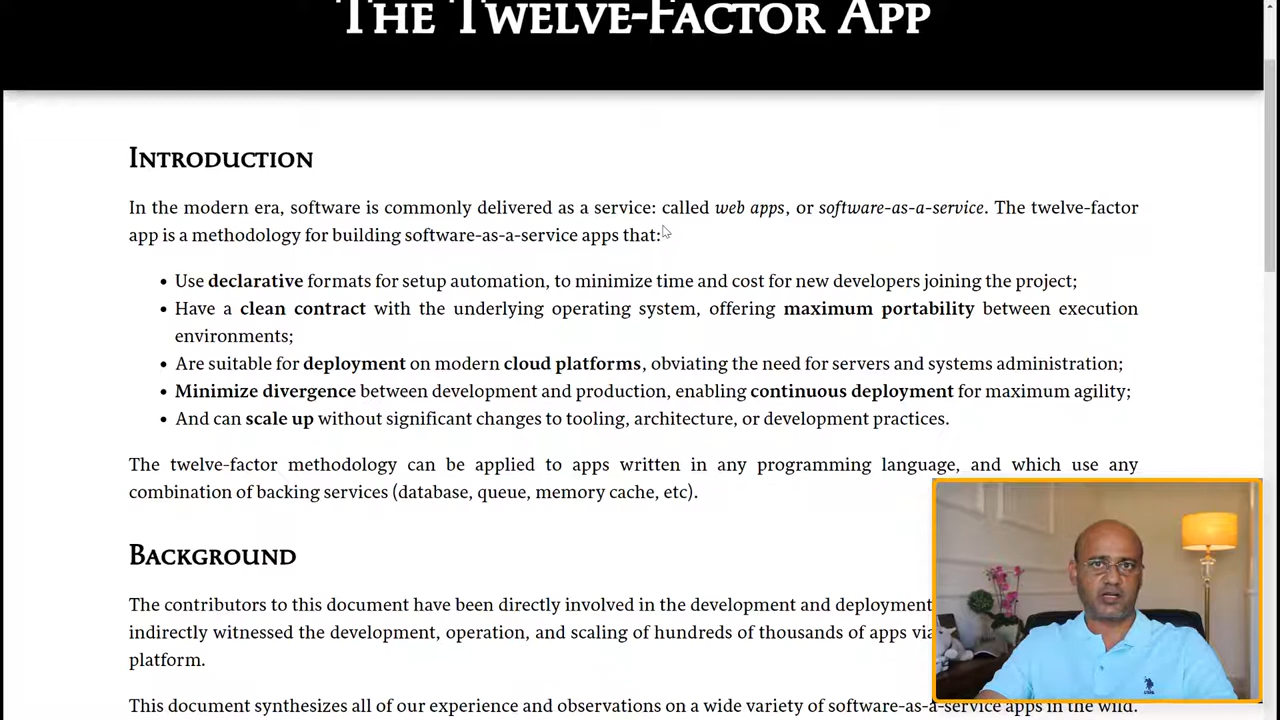 THE TWELVE-FACTOR APP
INTRODUCTION
In the modern era, software is commonly delivered as a service: called web apps, or software-as-a-service. The twelve-factor
app is a methodology for building software-as-a-service apps that:
• Use declarative formats for setup automation, to minimize time and cost for new developers joining the project;
• Have a clean contract with the underlying operating system, offering maximum portability between execution
environments;
• Are suitable for deployment on modern cloud platforms, obviating the need for servers and systems administration;
• Minimize divergence between development and production, enabling continuous deployment for maximum agility;
• And can scale up without significant changes to tooling, architecture, or development practices.
The twelve-factor methodology can be applied to apps written in any programming language, and which use any
combination of backing services (database, queue, memory cache, etc).
BACKGROUND
The contributors to this document have been directly involved in the development and deployment
indirectly witnessed the development, operation, and scaling of hundreds of thousands of apps via
platform.
This document synthesizes all of our experience and observations on a wide variety of software-as-a-service apps in the wild.